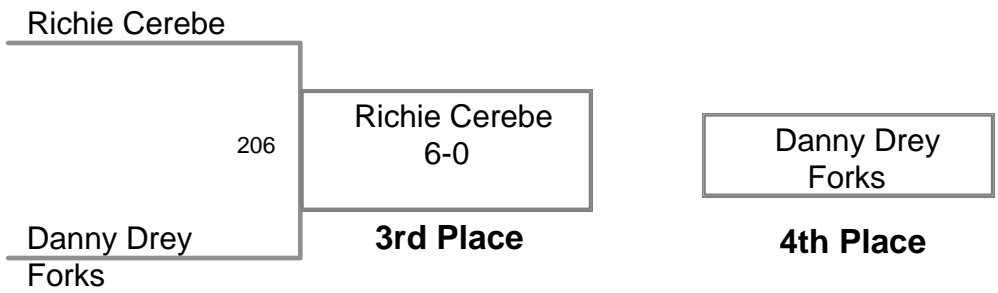 Richie Cerebe
206
Richie Cerebe
6-0
Danny Drey
Forks
Danny Drey
Forks
3rd Place
4th Place